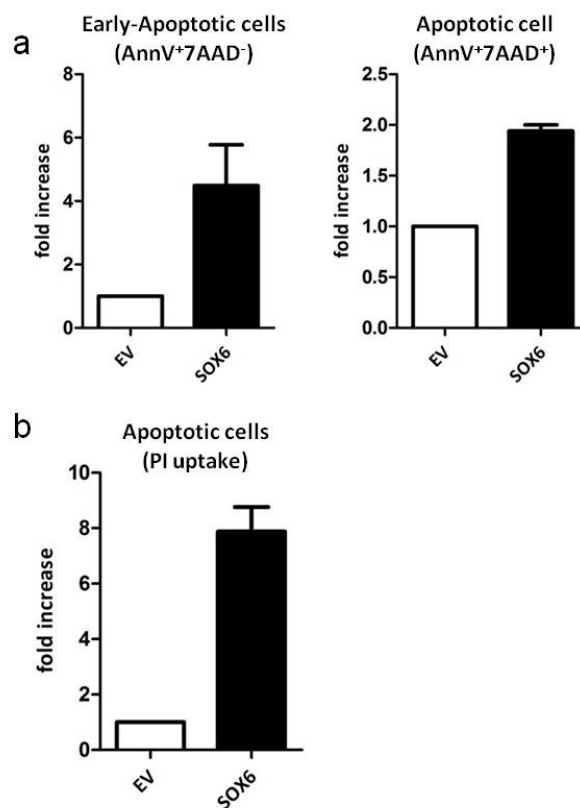 a
Early-Apoptotic cells
(AnnV⁺7AAD⁻)
fold increase
8
6
4
2
0
EV
SOX6
Apoptotic cell
(AnnV⁺7AAD⁺)
fold increase
2.5
2.0
1.5
1.0
0.5
0.0
EV
SOX6
b
Apoptotic cells
(PI uptake)
fold increase
10
8
6
4
2
0
EV
SOX6